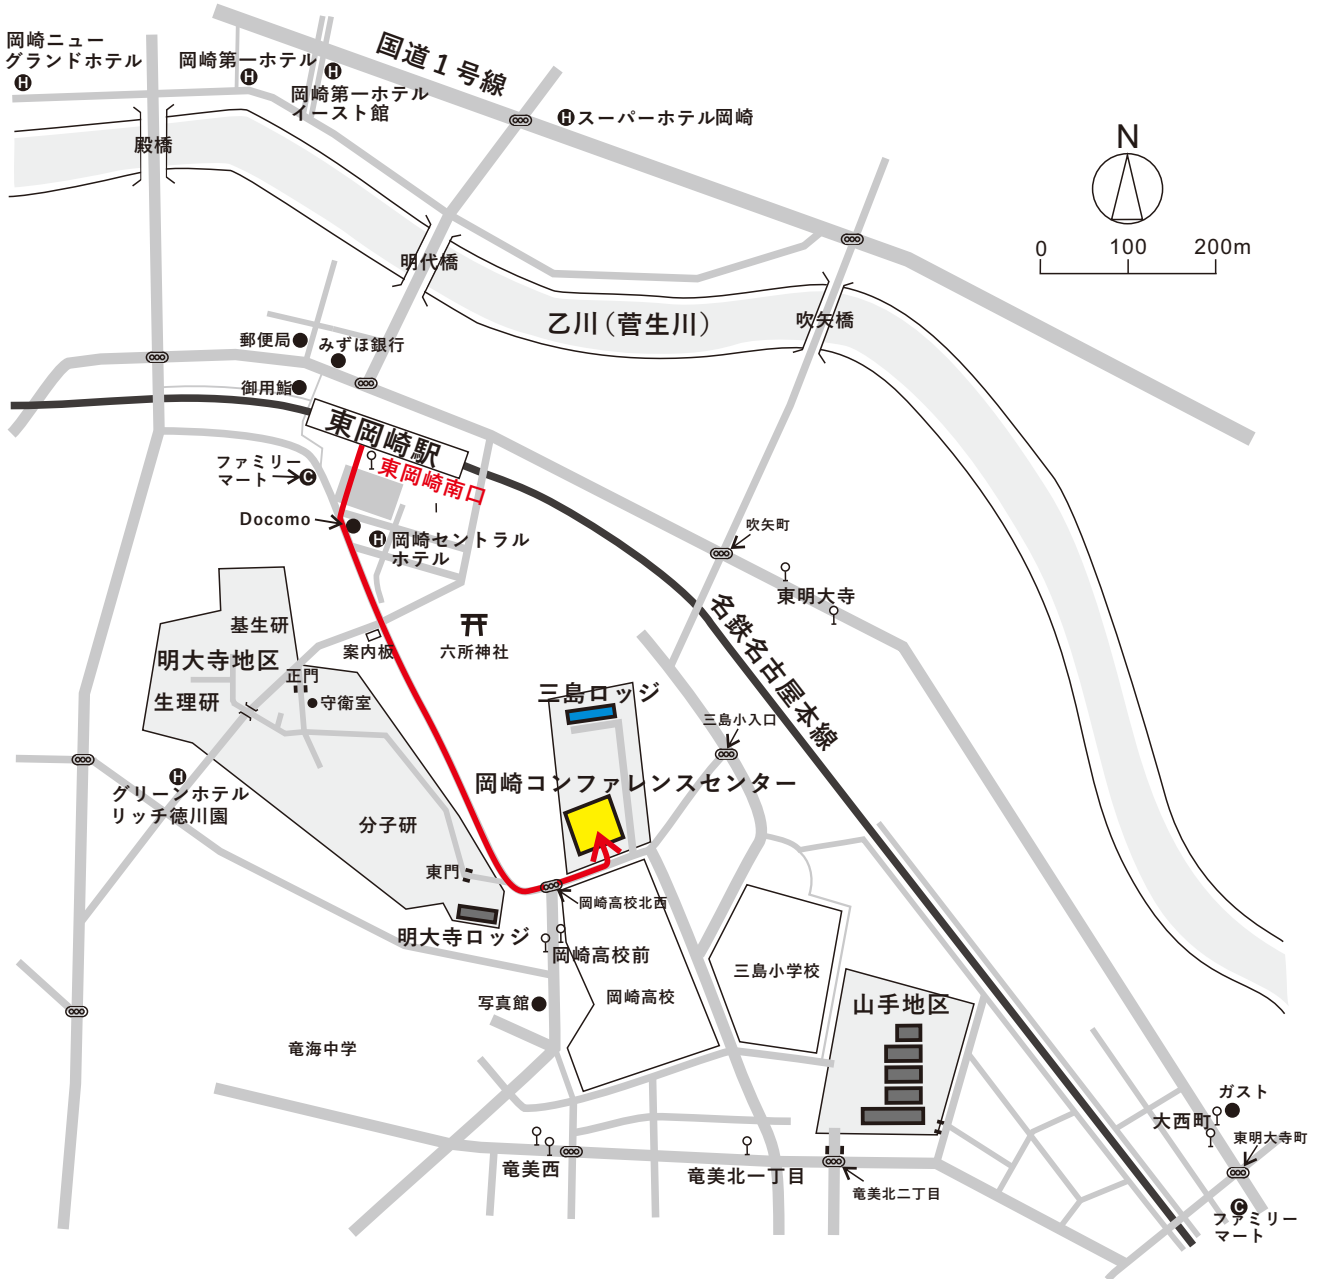 岡崎ニュー
グランドホテル
H
岡崎第一ホテル
H
H
岡崎第一ホテル
イースト館
国道1号線
H スーパーホテル岡崎
N
0 100 200m
殿橋
明代橋
乙川（菅生川）
吹矢橋
郵便局
みずほ銀行
御用鮨
東岡崎駅
東岡崎南口
ファミリー
マート
C
Docomo
H 岡崎セントラル
ホテル
吹矢町
東明大寺
名鉄名古屋本線
基生研
明大寺地区
生理研
正門
守衛室
案内板
六所神社
三島ロッジ
三島小入口
岡崎コンファレンスセンター
H
グリーンホテル
リッチ徳川園
分子研
東門
明大寺ロッジ
岡崎高校北西
岡崎高校前
岡崎高校
三島小学校
山手地区
写真館
竜海中学
竜美西
竜美北一丁目
竜美北二丁目
ガスト
大西町
東明大寺町
C
ファミリー
マート